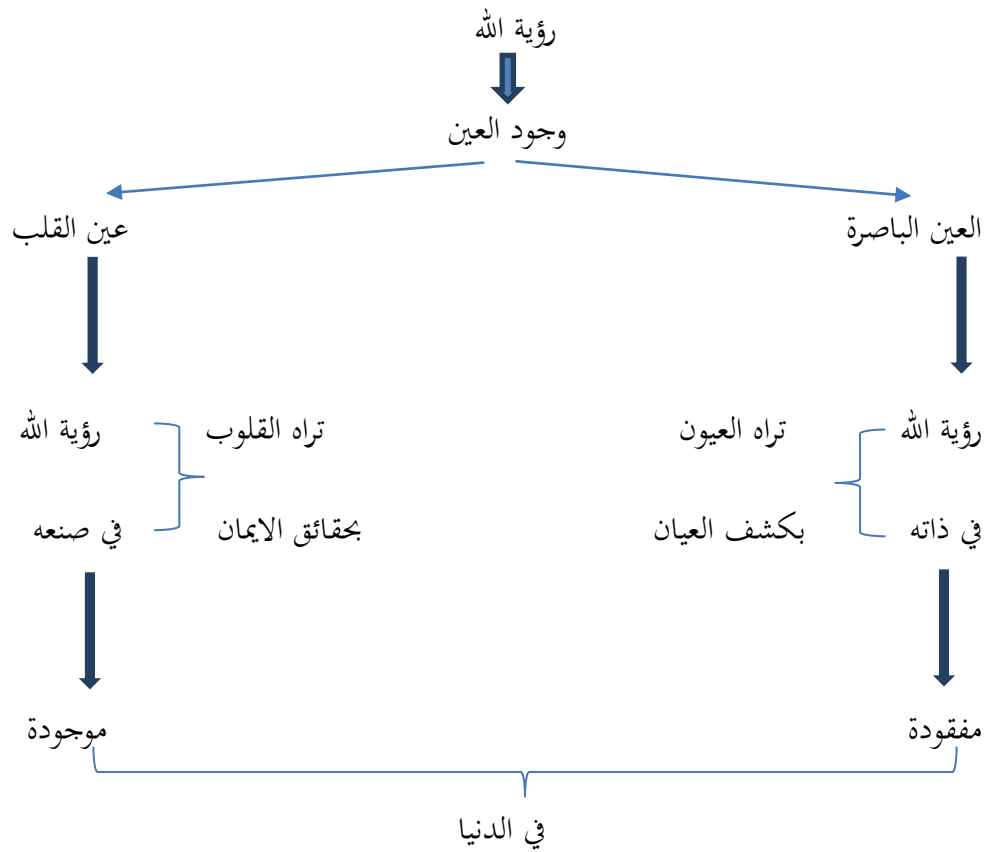 رؤية الله
وجود العين
العين الباصرة
عين القلب
رؤية الله
تراه العيون
تراه القلوب
رؤية الله
في ذاته
بكشف العيان
بحقائق الايمان
في صنعه
مفقودة
موجودة
في الدنيا